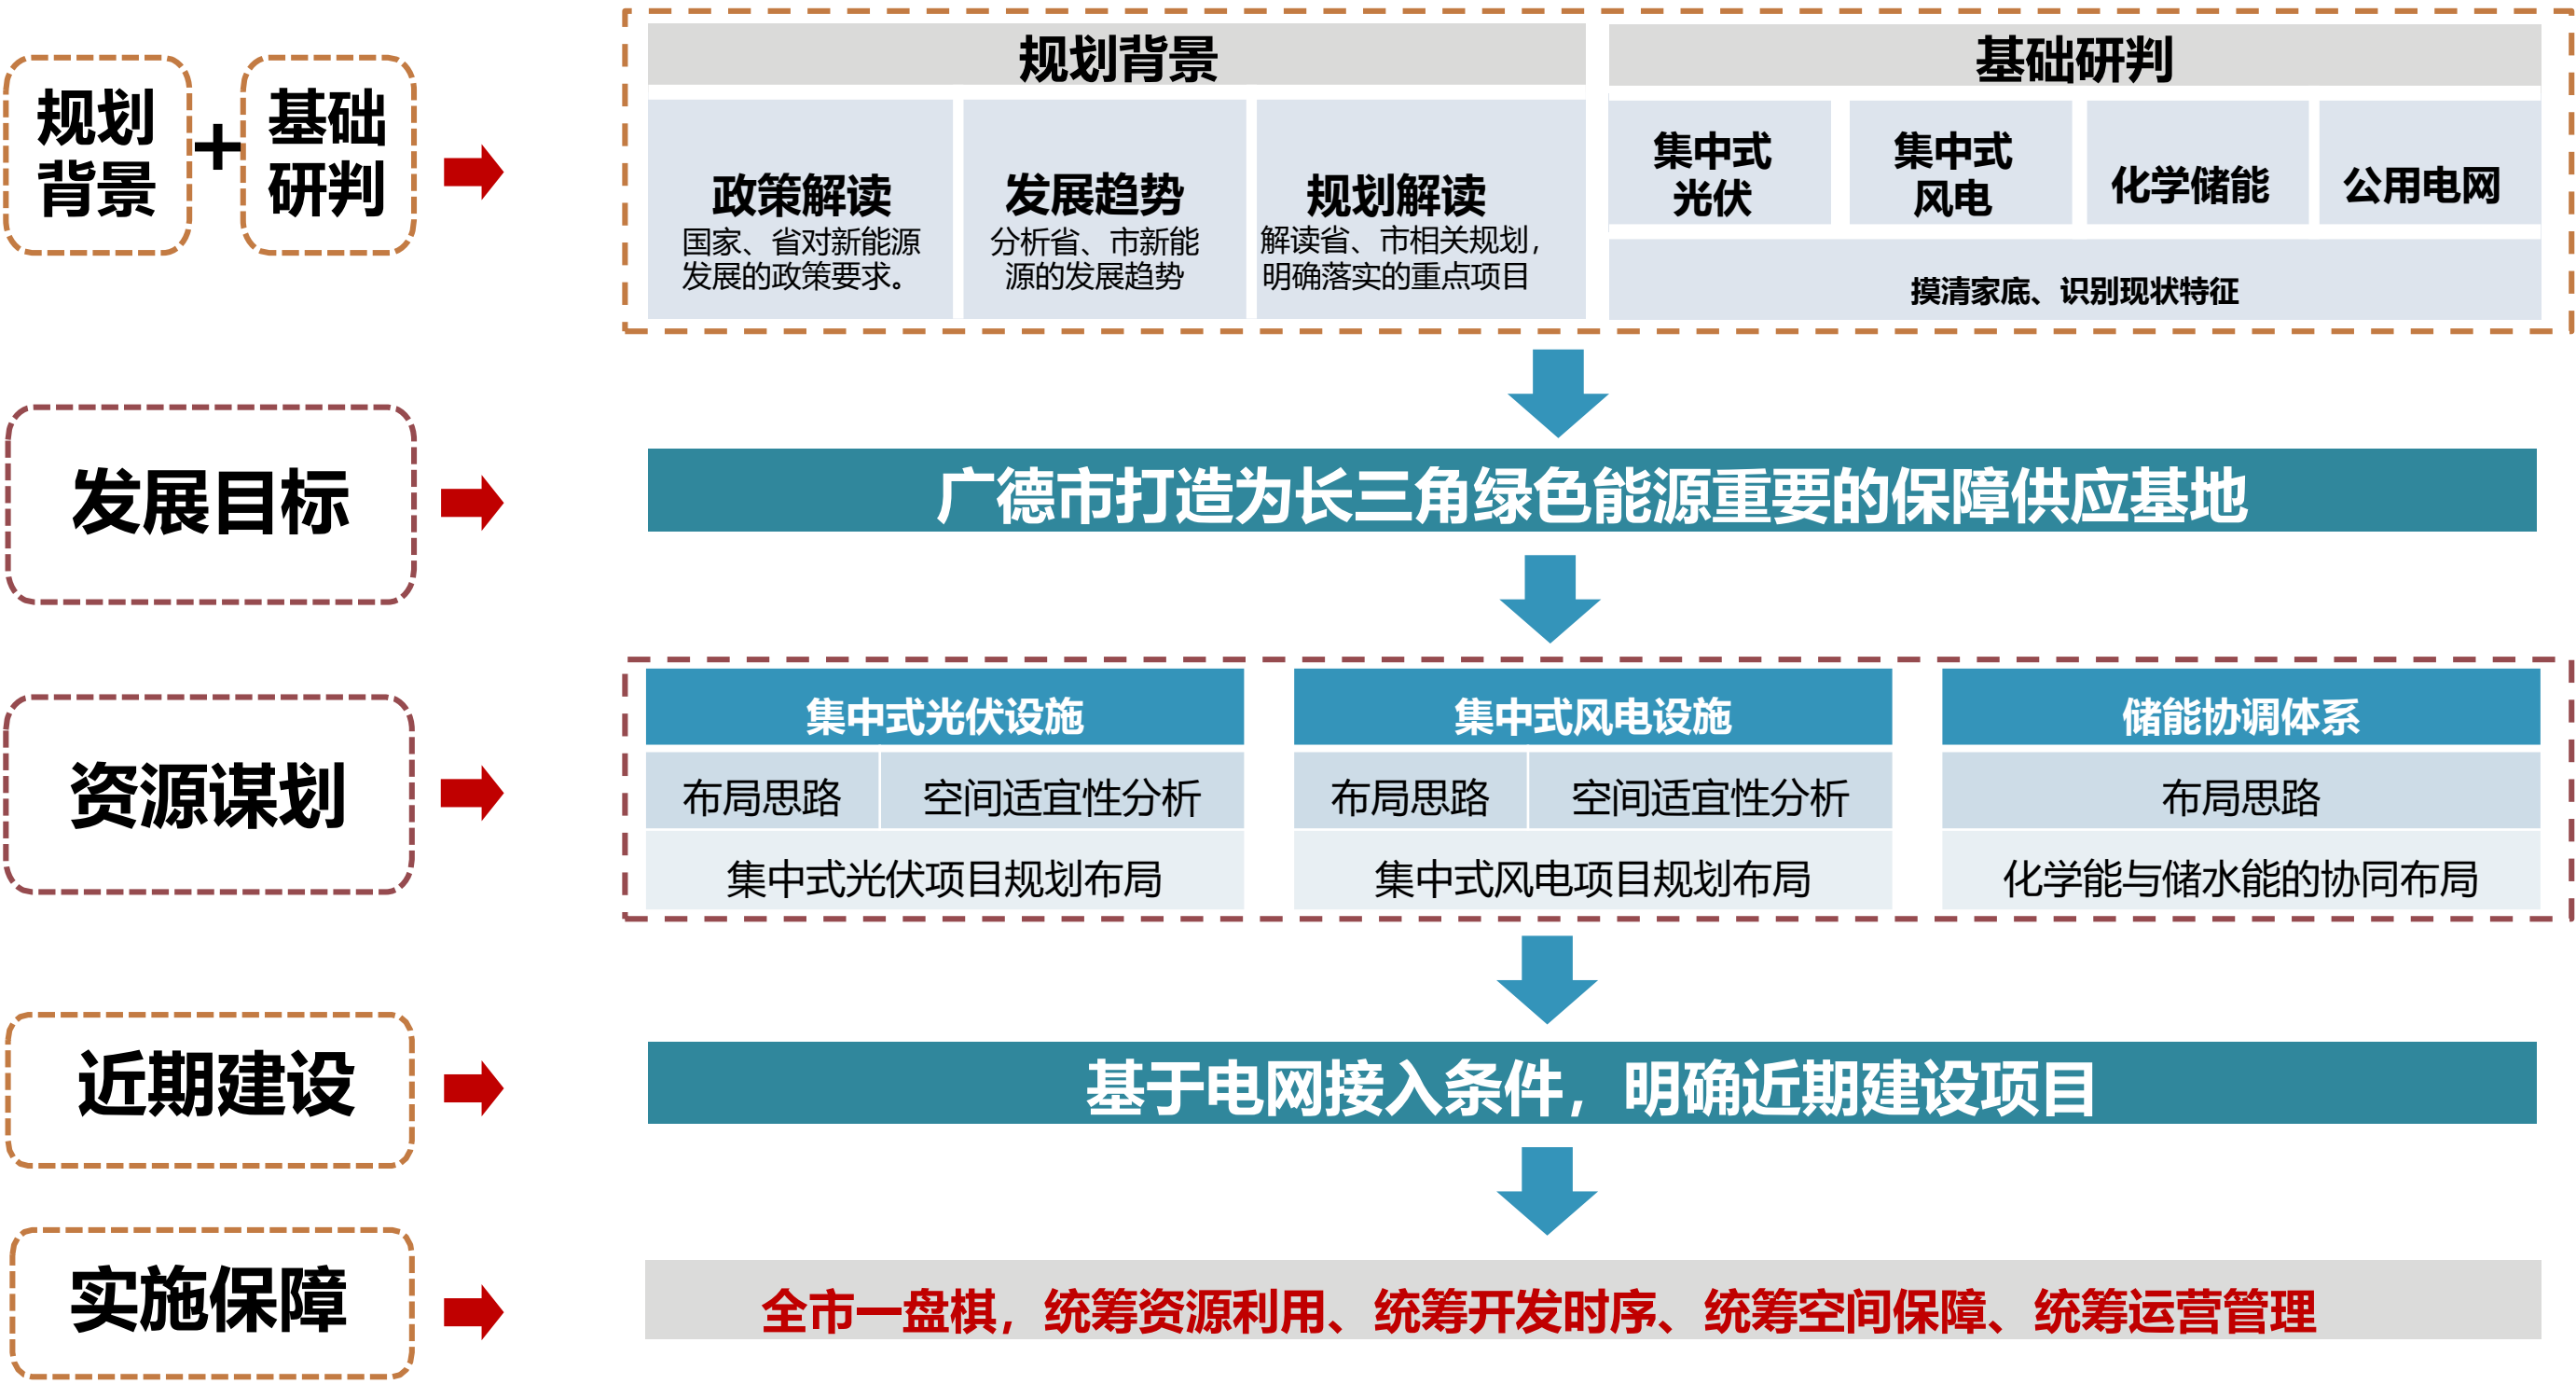 规划
背景
+
基础
研判
规划背景
政策解读
国家、省对新能源
发展的政策要求。
发展趋势
分析省、市新能
源的发展趋势
规划解读
解读省、市相关规划，
明确落实的重点项目
基础研判
集中式
光伏
集中式
风电
化学储能
公用电网
摸清家底、识别现状特征
发展目标
广德市打造为长三角绿色能源重要的保障供应基地
资源谋划
集中式光伏设施
布局思路
空间适宜性分析
集中式光伏项目规划布局
集中式风电设施
布局思路
空间适宜性分析
集中式风电项目规划布局
储能协调体系
布局思路
化学能与储水能的协同布局
近期建设
基于电网接入条件，明确近期建设项目
实施保障
全市一盘棋，统筹资源利用、统筹开发时序、统筹空间保障、统筹运营管理